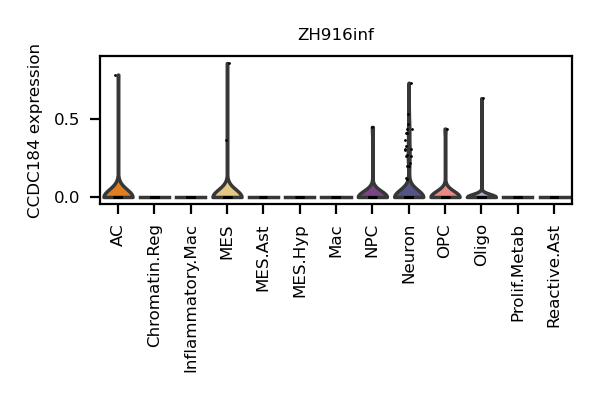 ZH916inf
CCDC184 expression
0.5
0.0
AC
Chromatin.Reg
Inflammatory.Mac
MES
MES.Ast
MES.Hyp
Mac
NPC
Neuron
OPC
Oligo
Prolif.Metab
Reactive.Ast